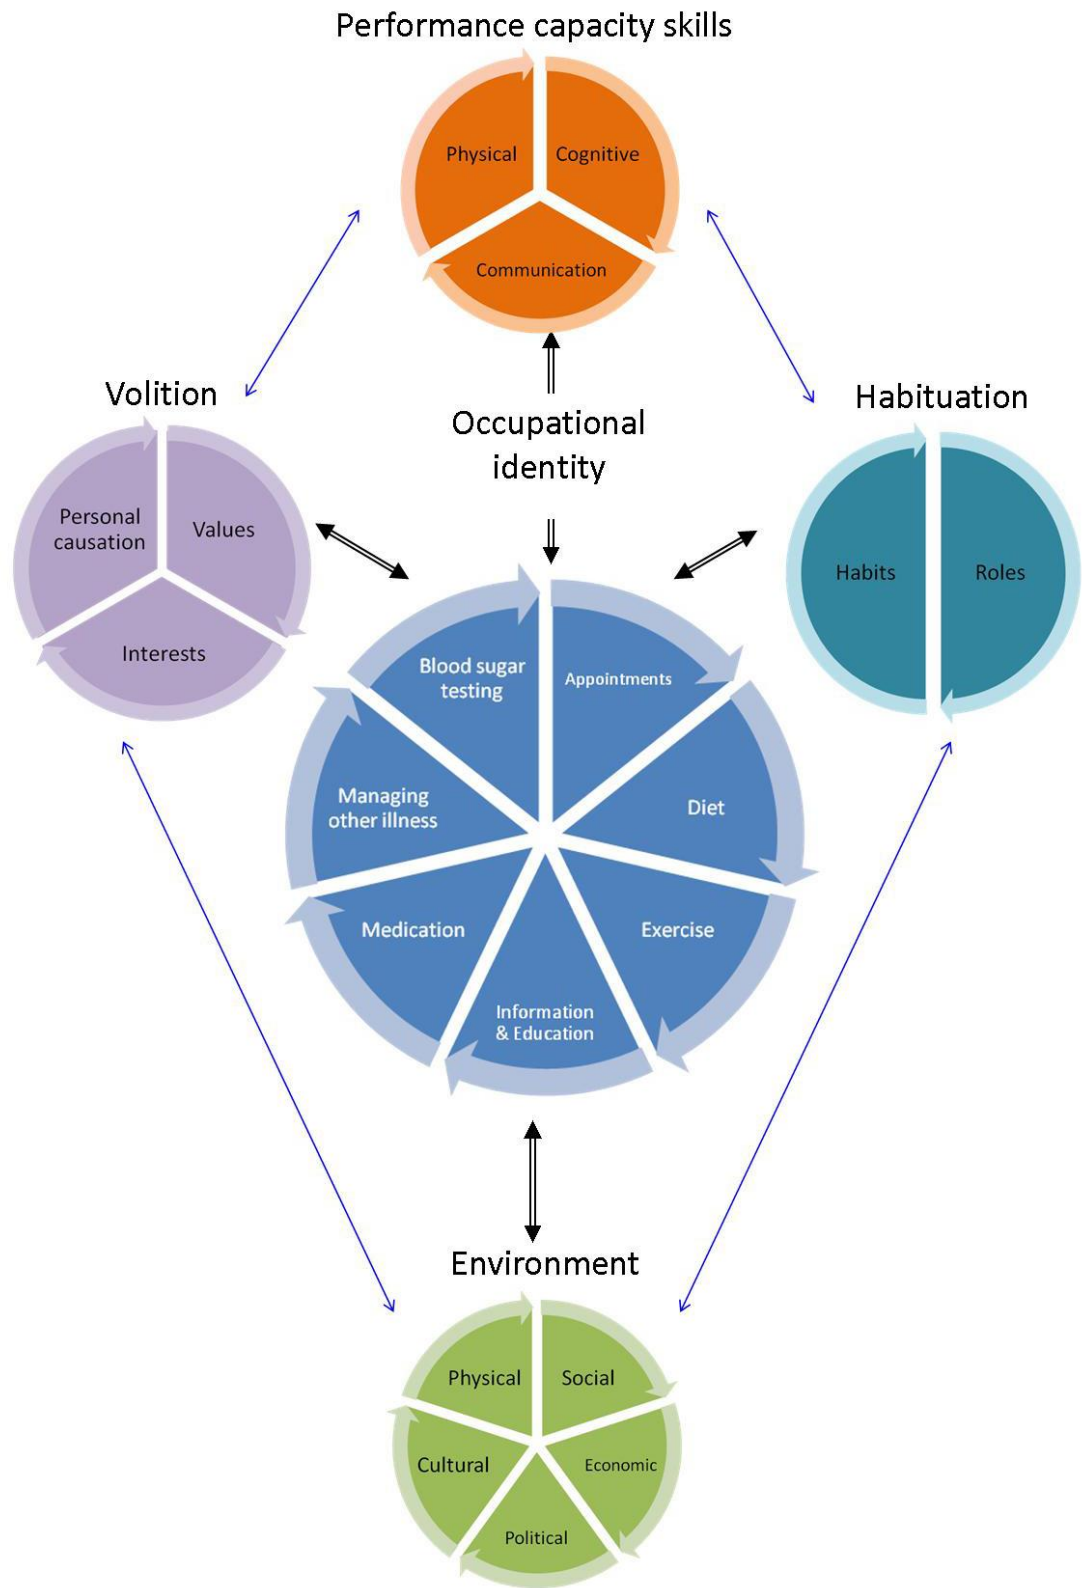 Performance capacity skills
Physical
Cognitive
Communication
Volition
Habituation
Occupational
identity
Personal
causation
Values
Interests
Habits
Roles
Blood sugar
testing
Appointments
Managing
other illness
Diet
Medication
Exercise
Information
& Education
Environment
Physical
Social
Cultural
Economic
Political